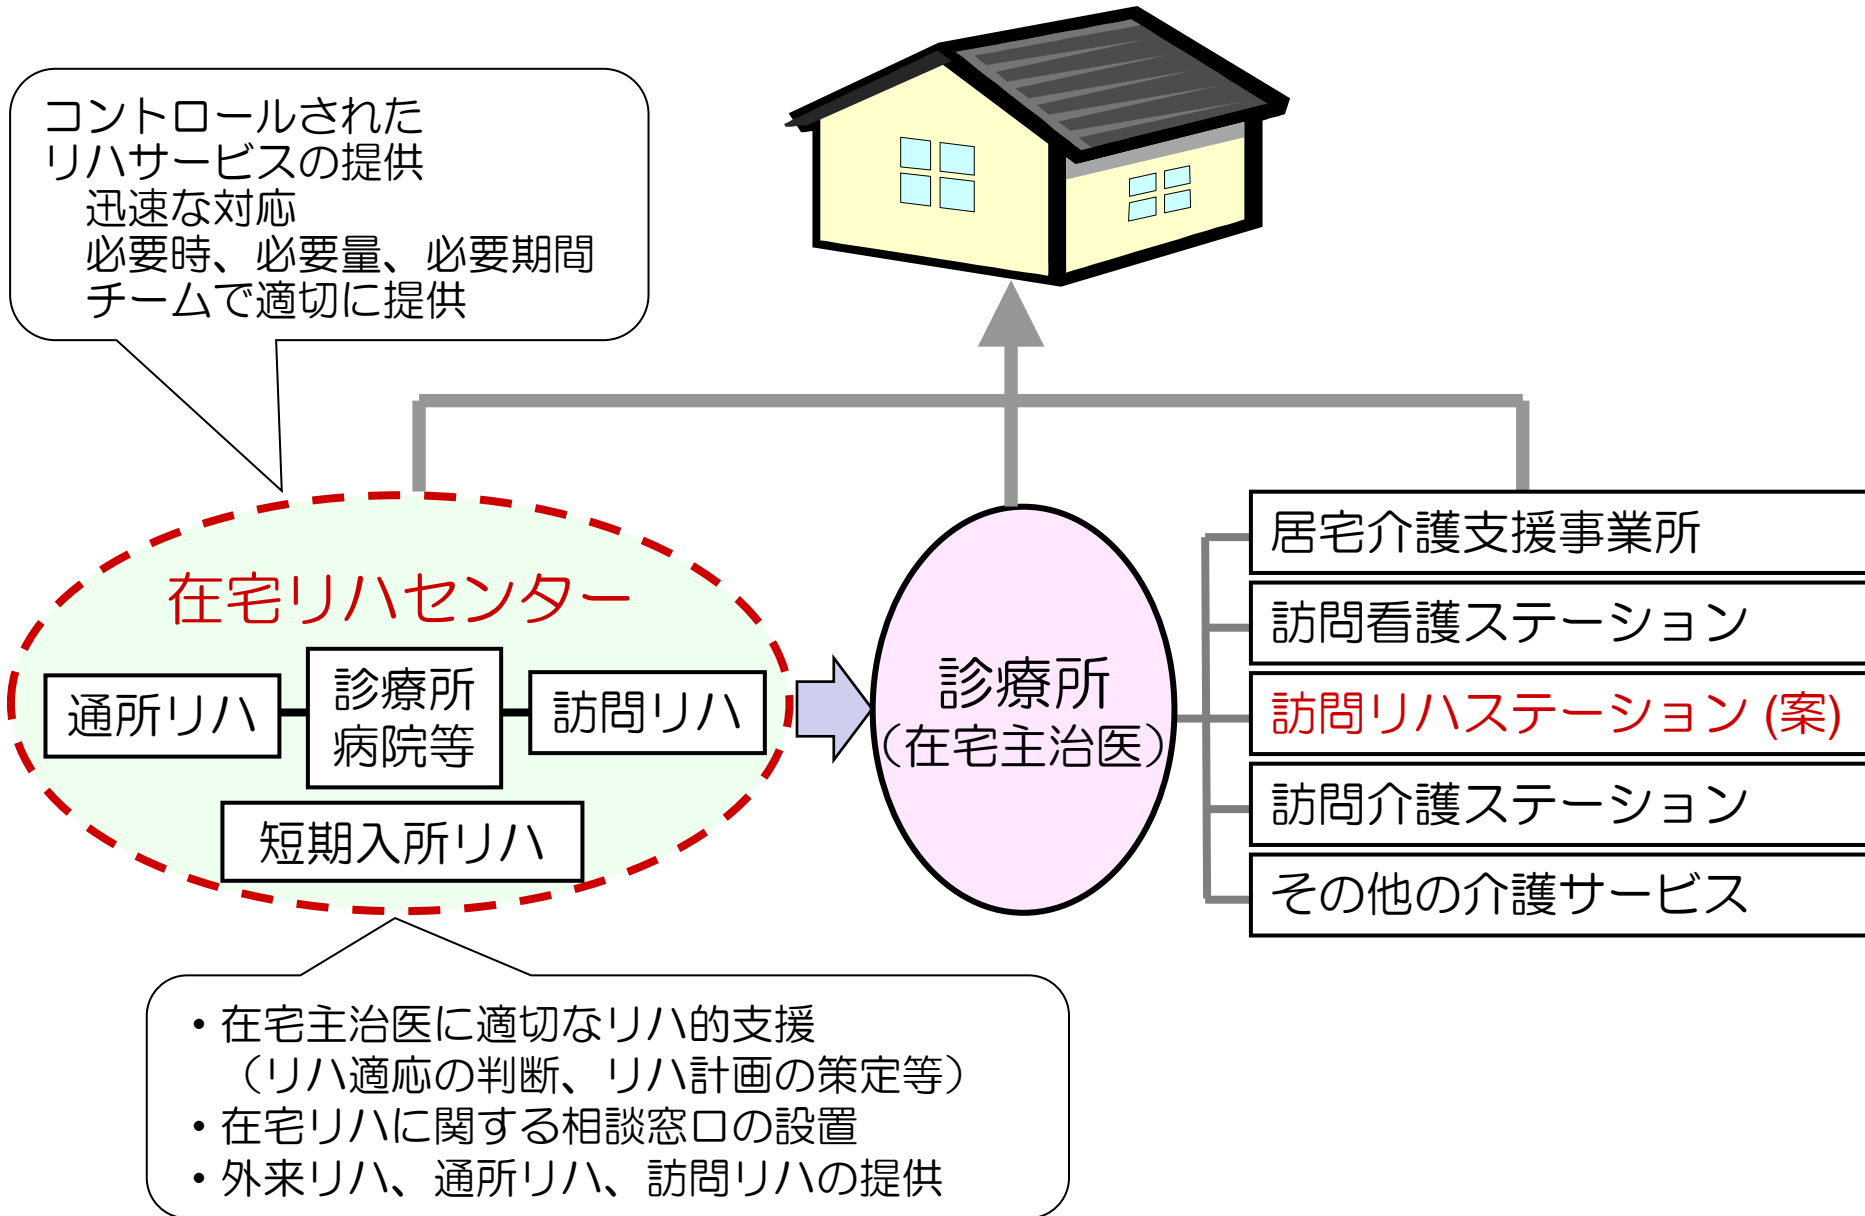 コントロールされた
リハサービスの提供
迅速な対応
必要時、必要量、必要期間
チームで適切に提供
在宅リハセンター
通所リハ
診療所
病院等
訪問リハ
短期入所リハ
診療所
（在宅主治医）
居宅介護支援事業所
訪問看護ステーション
訪問リハステーション (案)
訪問介護ステーション
その他の介護サービス
・在宅主治医に適切なリハ的支援
（リハ適応の判断、リハ計画の策定等）
・在宅リハに関する相談窓口の設置
・外来リハ、通所リハ、訪問リハの提供